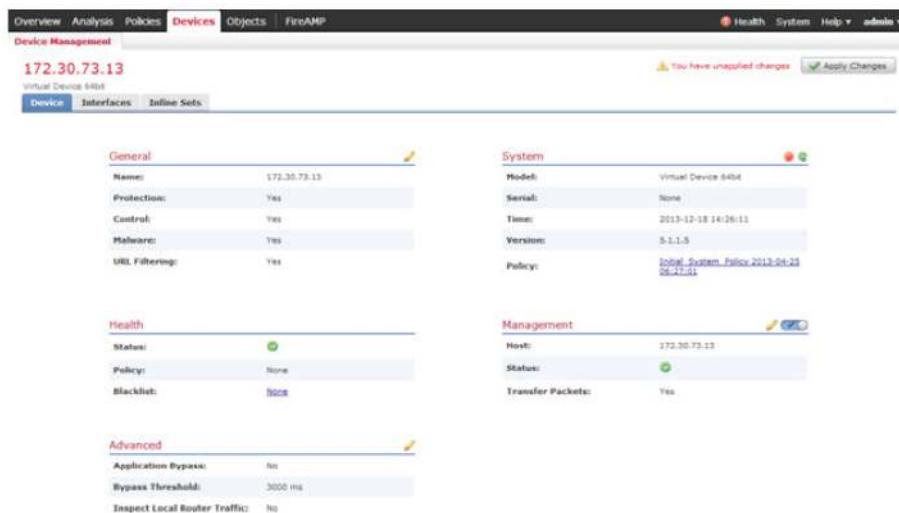 Overview Analysis Policies Devices Objects FireAMP Health System Help admin
Device Management
172.30.73.13
Virtual Device 64bit
You have unapplied changes Apply Changes
Device Interfaces Inline Sets
General
Name: 172.30.73.13
Protection: Yes
Control: Yes
Malware: Yes
URL Filtering: Yes
System
Model: Virtual Device 64bit
Serial: None
Time: 2013-12-18 14:26:11
Version: 5.1.1.5
Policy: Initial_System_Policy 2013-04-25
06:27:01
Health
Status:
Policy: None
Blacklist: None
Management
Host: 172.30.73.13
Status:
Transfer Packets: Yes
Advanced
Application Bypass: No
Bypass Threshold: 3000 ms
Inspect Local Router Traffic: No